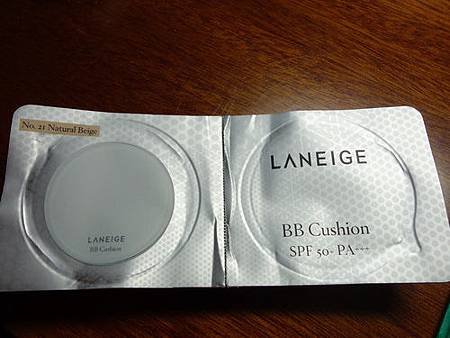 No. 21 Natural Beige
LANEIGE
BB Cushion
LANEIGE
BB Cushion
SPF 50+ PA+++